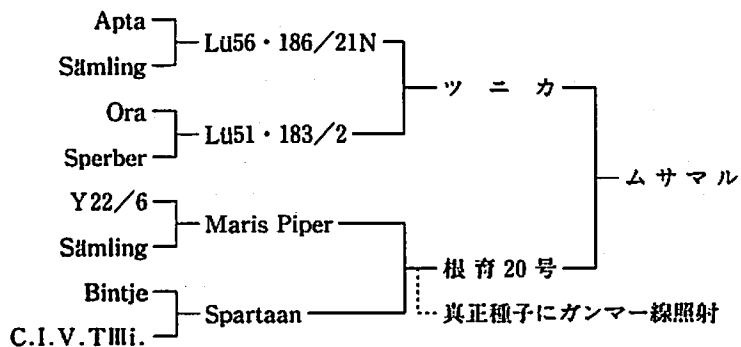 Apta
Sämling
Lü56・186／21N
Ora
Sperber
Lü51・183／2
ツニカ
Y22／6
Sämling
Maris Piper
Bintje
C.I.V.TⅢi.
Spartaan
根育20号
真正種子にガンマー線照射
ムサマル